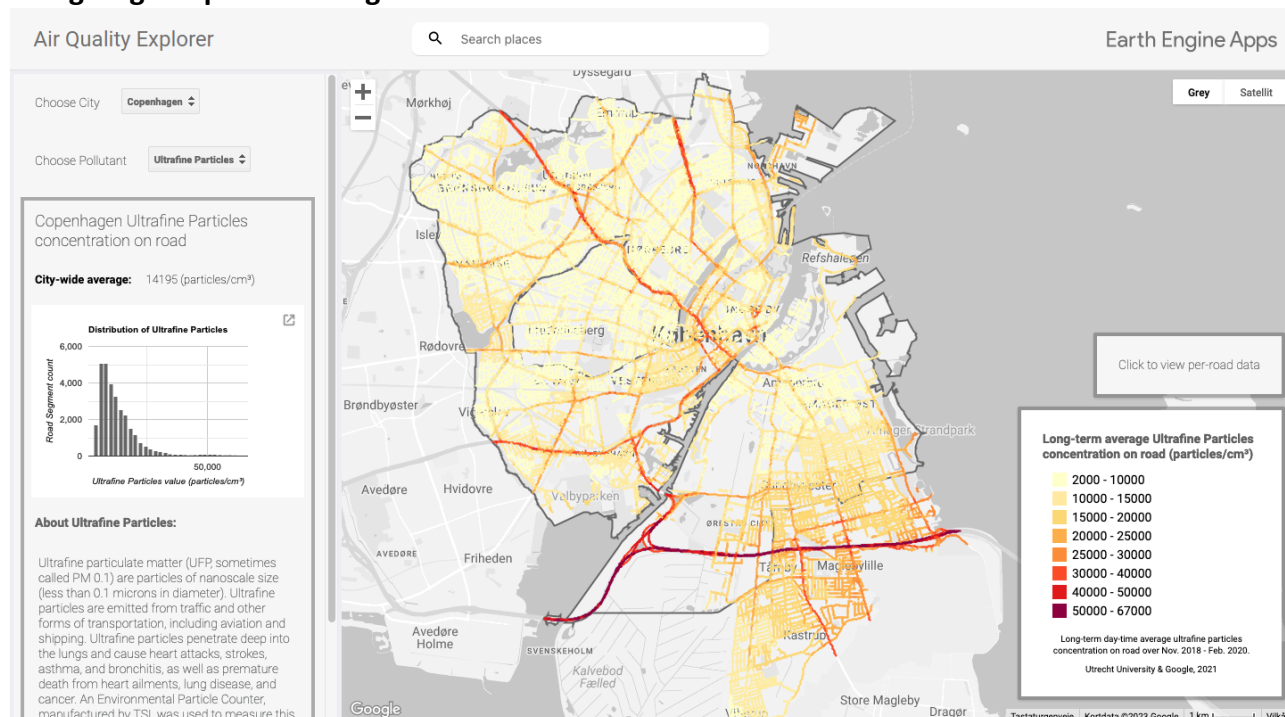 Air Quality Explorer
Search places
Earth Engine Apps
Choose City
Copenhagen
Choose Pollutant
Ultrafine Particles
Copenhagen Ultrafine Particles
concentration on road
City-wide average: 14195 (particles/cm³)
Distribution of Ultrafine Particles
6,000
4,000
2,000
0
Road Segment count
50,000
Ultrafine Particles value (particles/cm³)
About Ultrafine Particles:
Ultrafine particulate matter (UFP, sometimes
called PM 0.1) are particles of nanoscale size
(less than 0.1 microns in diameter). Ultrafine
particles are emitted from traffic and other
forms of transportation, including aviation and
shipping. Ultrafine particles penetrate deep into
the lungs and cause heart attacks, strokes,
asthma, and bronchitis, as well as premature
death from heart ailments, lung disease, and
cancer. An Environmental Particle Counter,
manufactured by TSI, was used to measure this
+
−
Grey
Satellit
Dyssegård
Mørkhøj
Emdrup
Islev
Refshaleøen
København
Rødovre
Brøndbyøster
Avedøre
Hvidovre
Valbyparken
AVEDØRE
Friheden
Tårnby
Maglebylille
Kastrup
Avedøre
Holme
SVENSKEHOLM
Kalvebod
Fælled
Store Magleby
Dragør
Google
Click to view per-road data
Long-term average Ultrafine Particles
concentration on road (particles/cm³)
2000 - 10000
10000 - 15000
15000 - 20000
20000 - 25000
25000 - 30000
30000 - 40000
40000 - 50000
50000 - 67000
Long-term day-time average ultrafine particles
concentration on road over Nov. 2018 - Feb. 2020.
Utrecht University & Google, 2021
Tastaturgenveje
Kortdata ©2023 Google
1 km